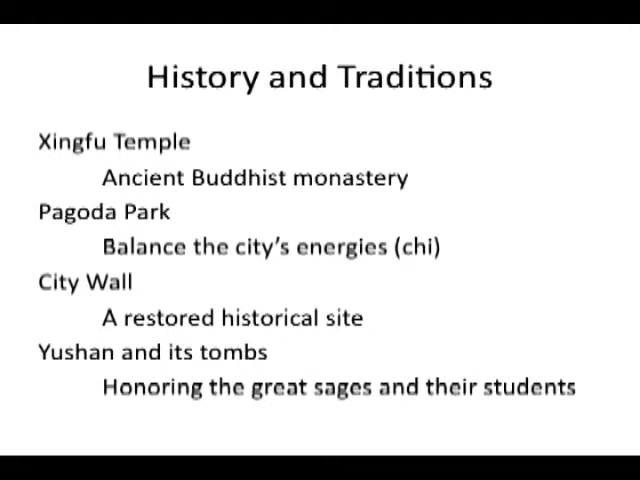 History and Traditions
Xingfu Temple
Ancient Buddhist monastery
Pagoda Park
Balance the city's energies (chi)
City Wall
A restored historical site
Yushan and its tombs
Honoring the great sages and their students